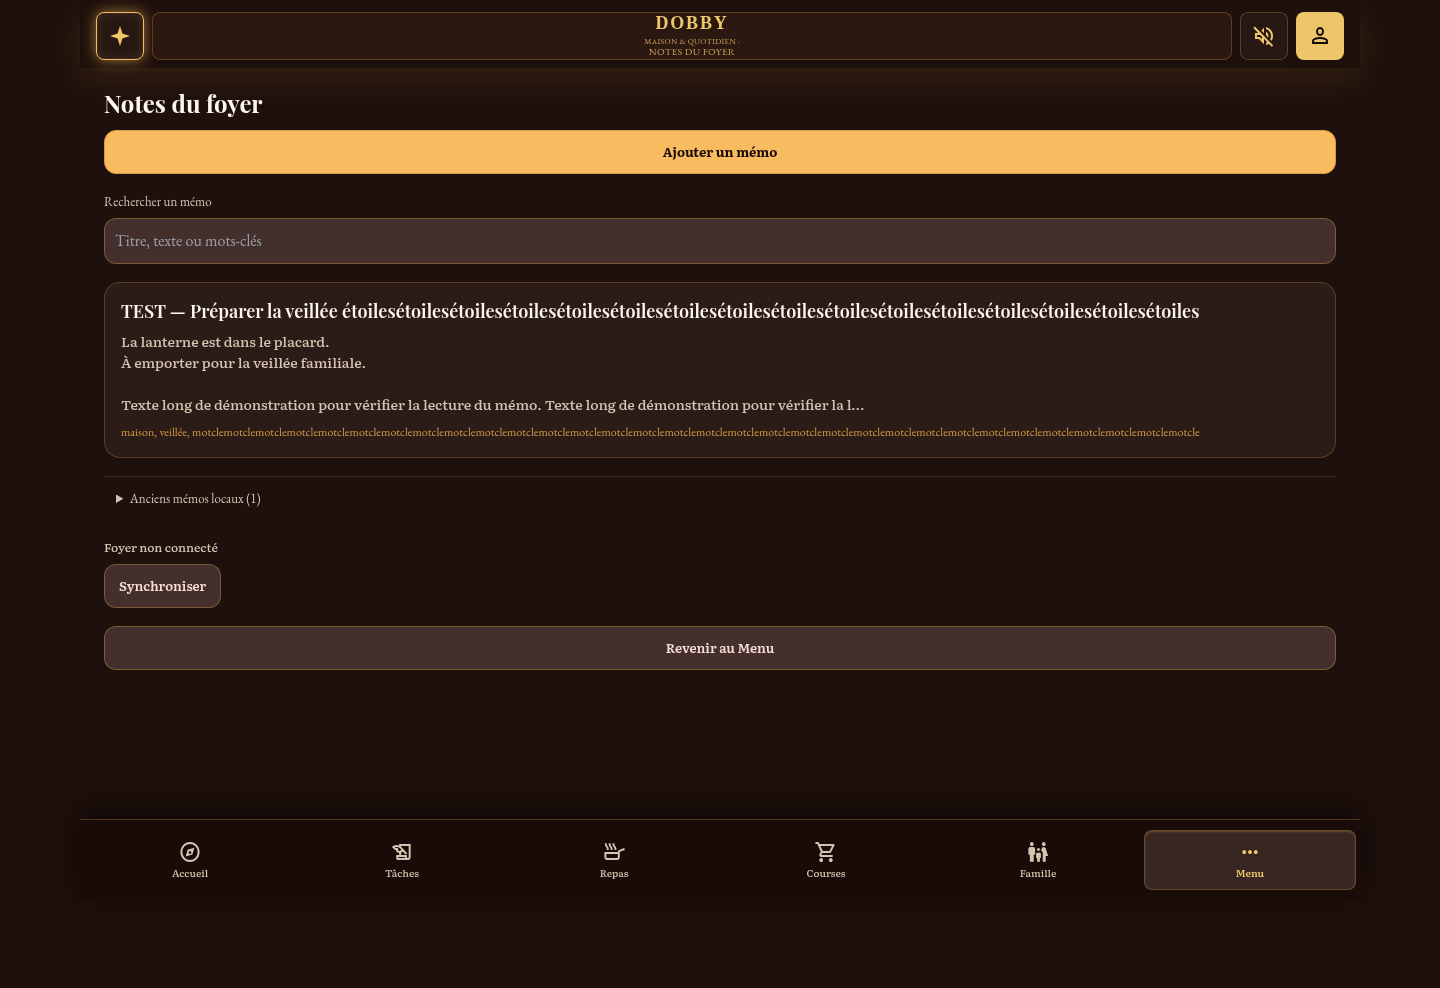 DOBBY
MAISON & QUOTIDIEN ·
NOTES DU FOYER
Notes du foyer
Ajouter un mémo
Rechercher un mémo
Titre, texte ou mots-clés
TEST — Préparer la veillée étoilesétoilesétoilesétoilesétoilesétoilesétoilesétoilesétoilesétoilesétoilesétoilesétoilesétoilesétoilesétoiles
La lanterne est dans le placard.
À emporter pour la veillée familiale.
Texte long de démonstration pour vérifier la lecture du mémo. Texte long de démonstration pour vérifier la l…
maison, veillée, motclemotclemotclemotclemotclemotclemotclemotclemotclemotclemotclemotclemotclemotclemotclemotclemotclemotclemotclemotclemotclemotclemotclemotclemotclemotclemotclemotclemotclemotclemotclemotcle
Anciens mémos locaux (1)
Foyer non connecté
Synchroniser
Revenir au Menu
Accueil
Tâches
Repas
Courses
Famille
Menu